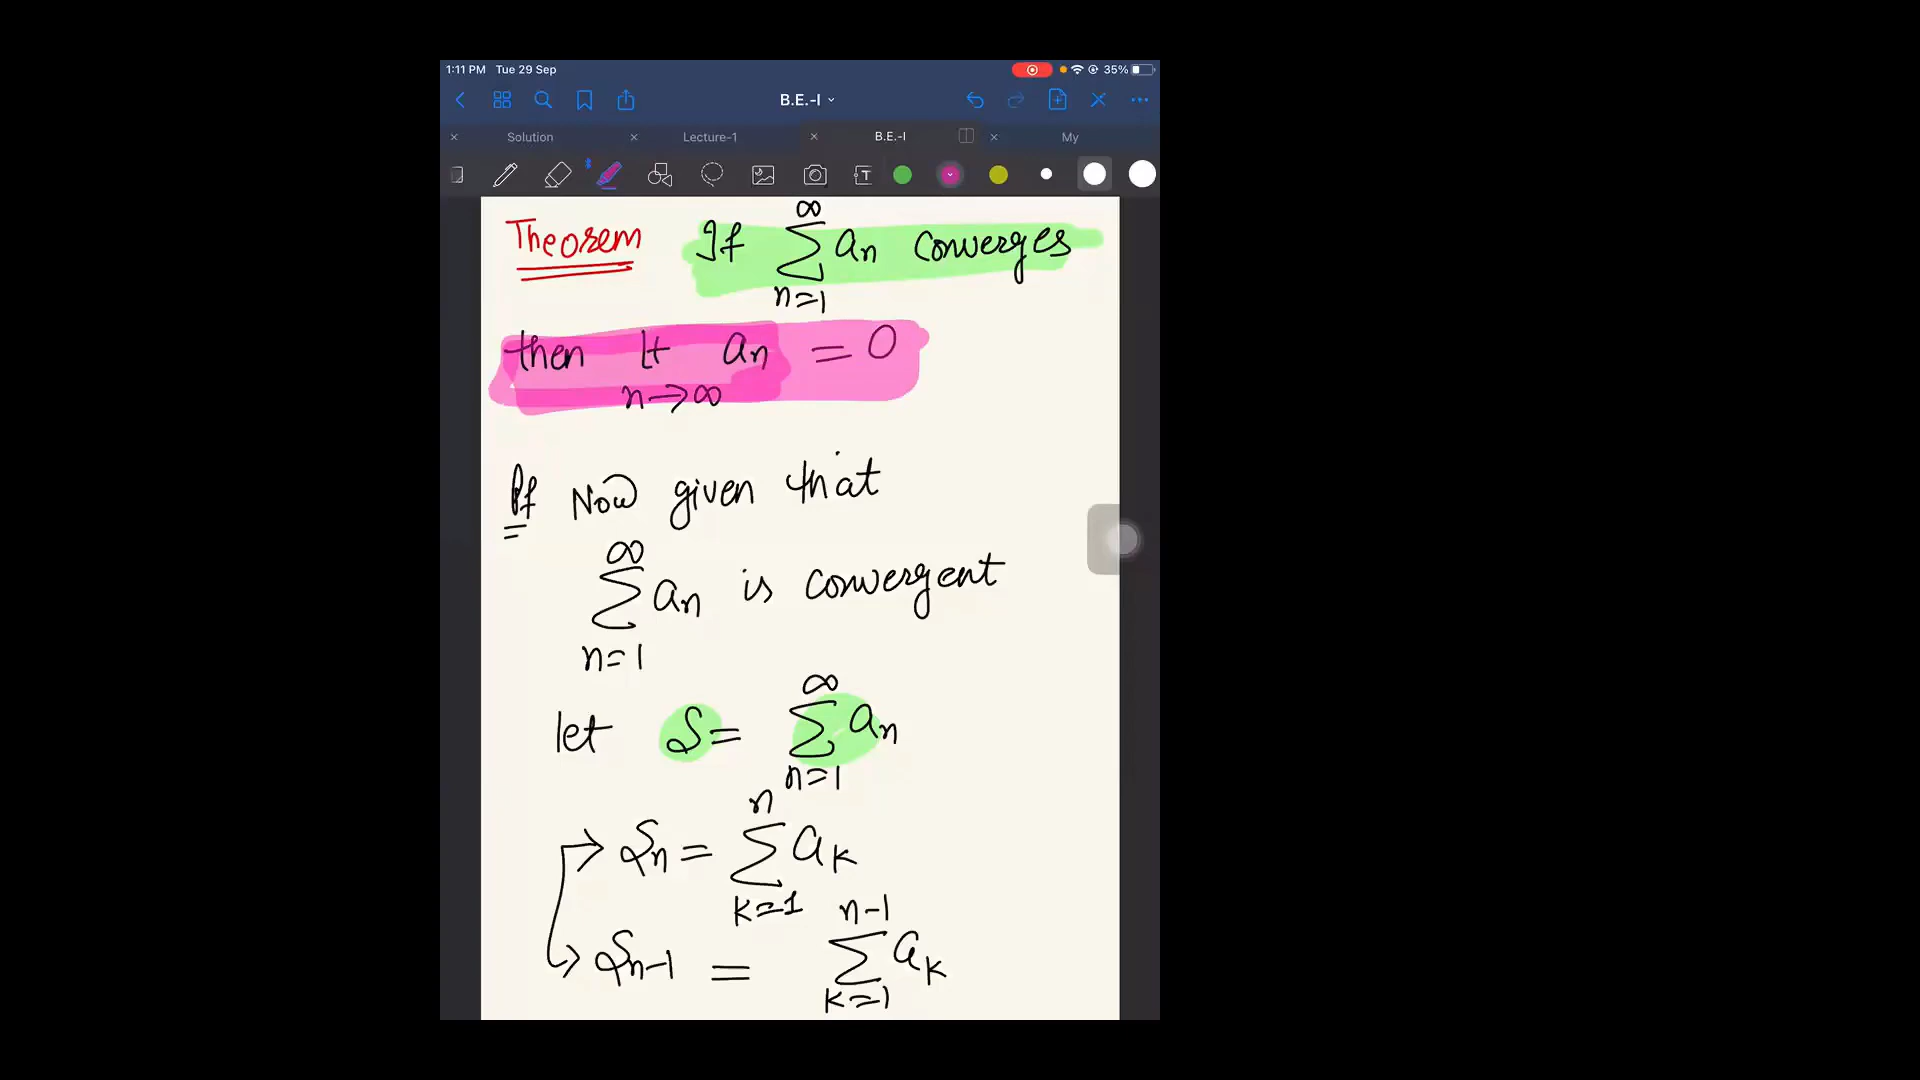 1:11 PM Tue 29 Sep 35%
B.E.-I
Solution Lecture-1 B.E.-I My
T
Theorem If ∞∑n=1 an converges
then lt n→∞ an = 0
Pf Now given that
∞∑n=1 an is convergent
let S = ∞∑n=1 an
Sn = n∑k=1 ak
Sn-1 = n-1∑k=1 ak